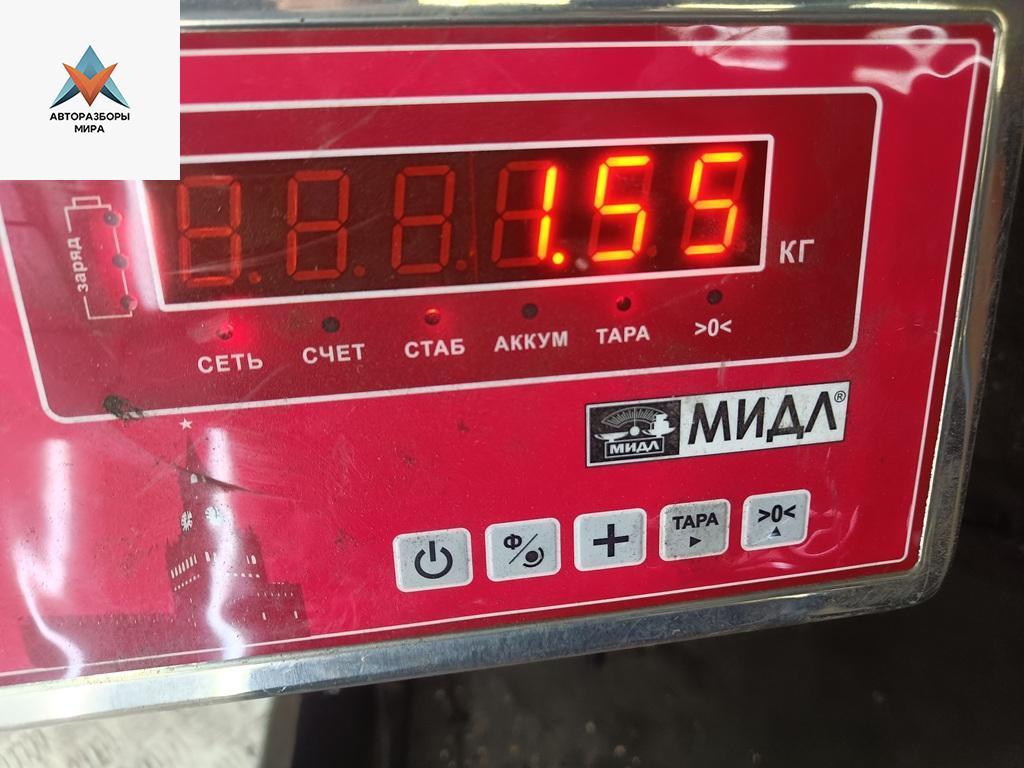 АВТОРАЗБОРЫ
МИРА
заряд
1.55
КГ
СЕТЬ СЧЕТ СТАБ АККУМ ТАРА >0<
МИДЛ МИДЛ®
Ф ТАРА >0<